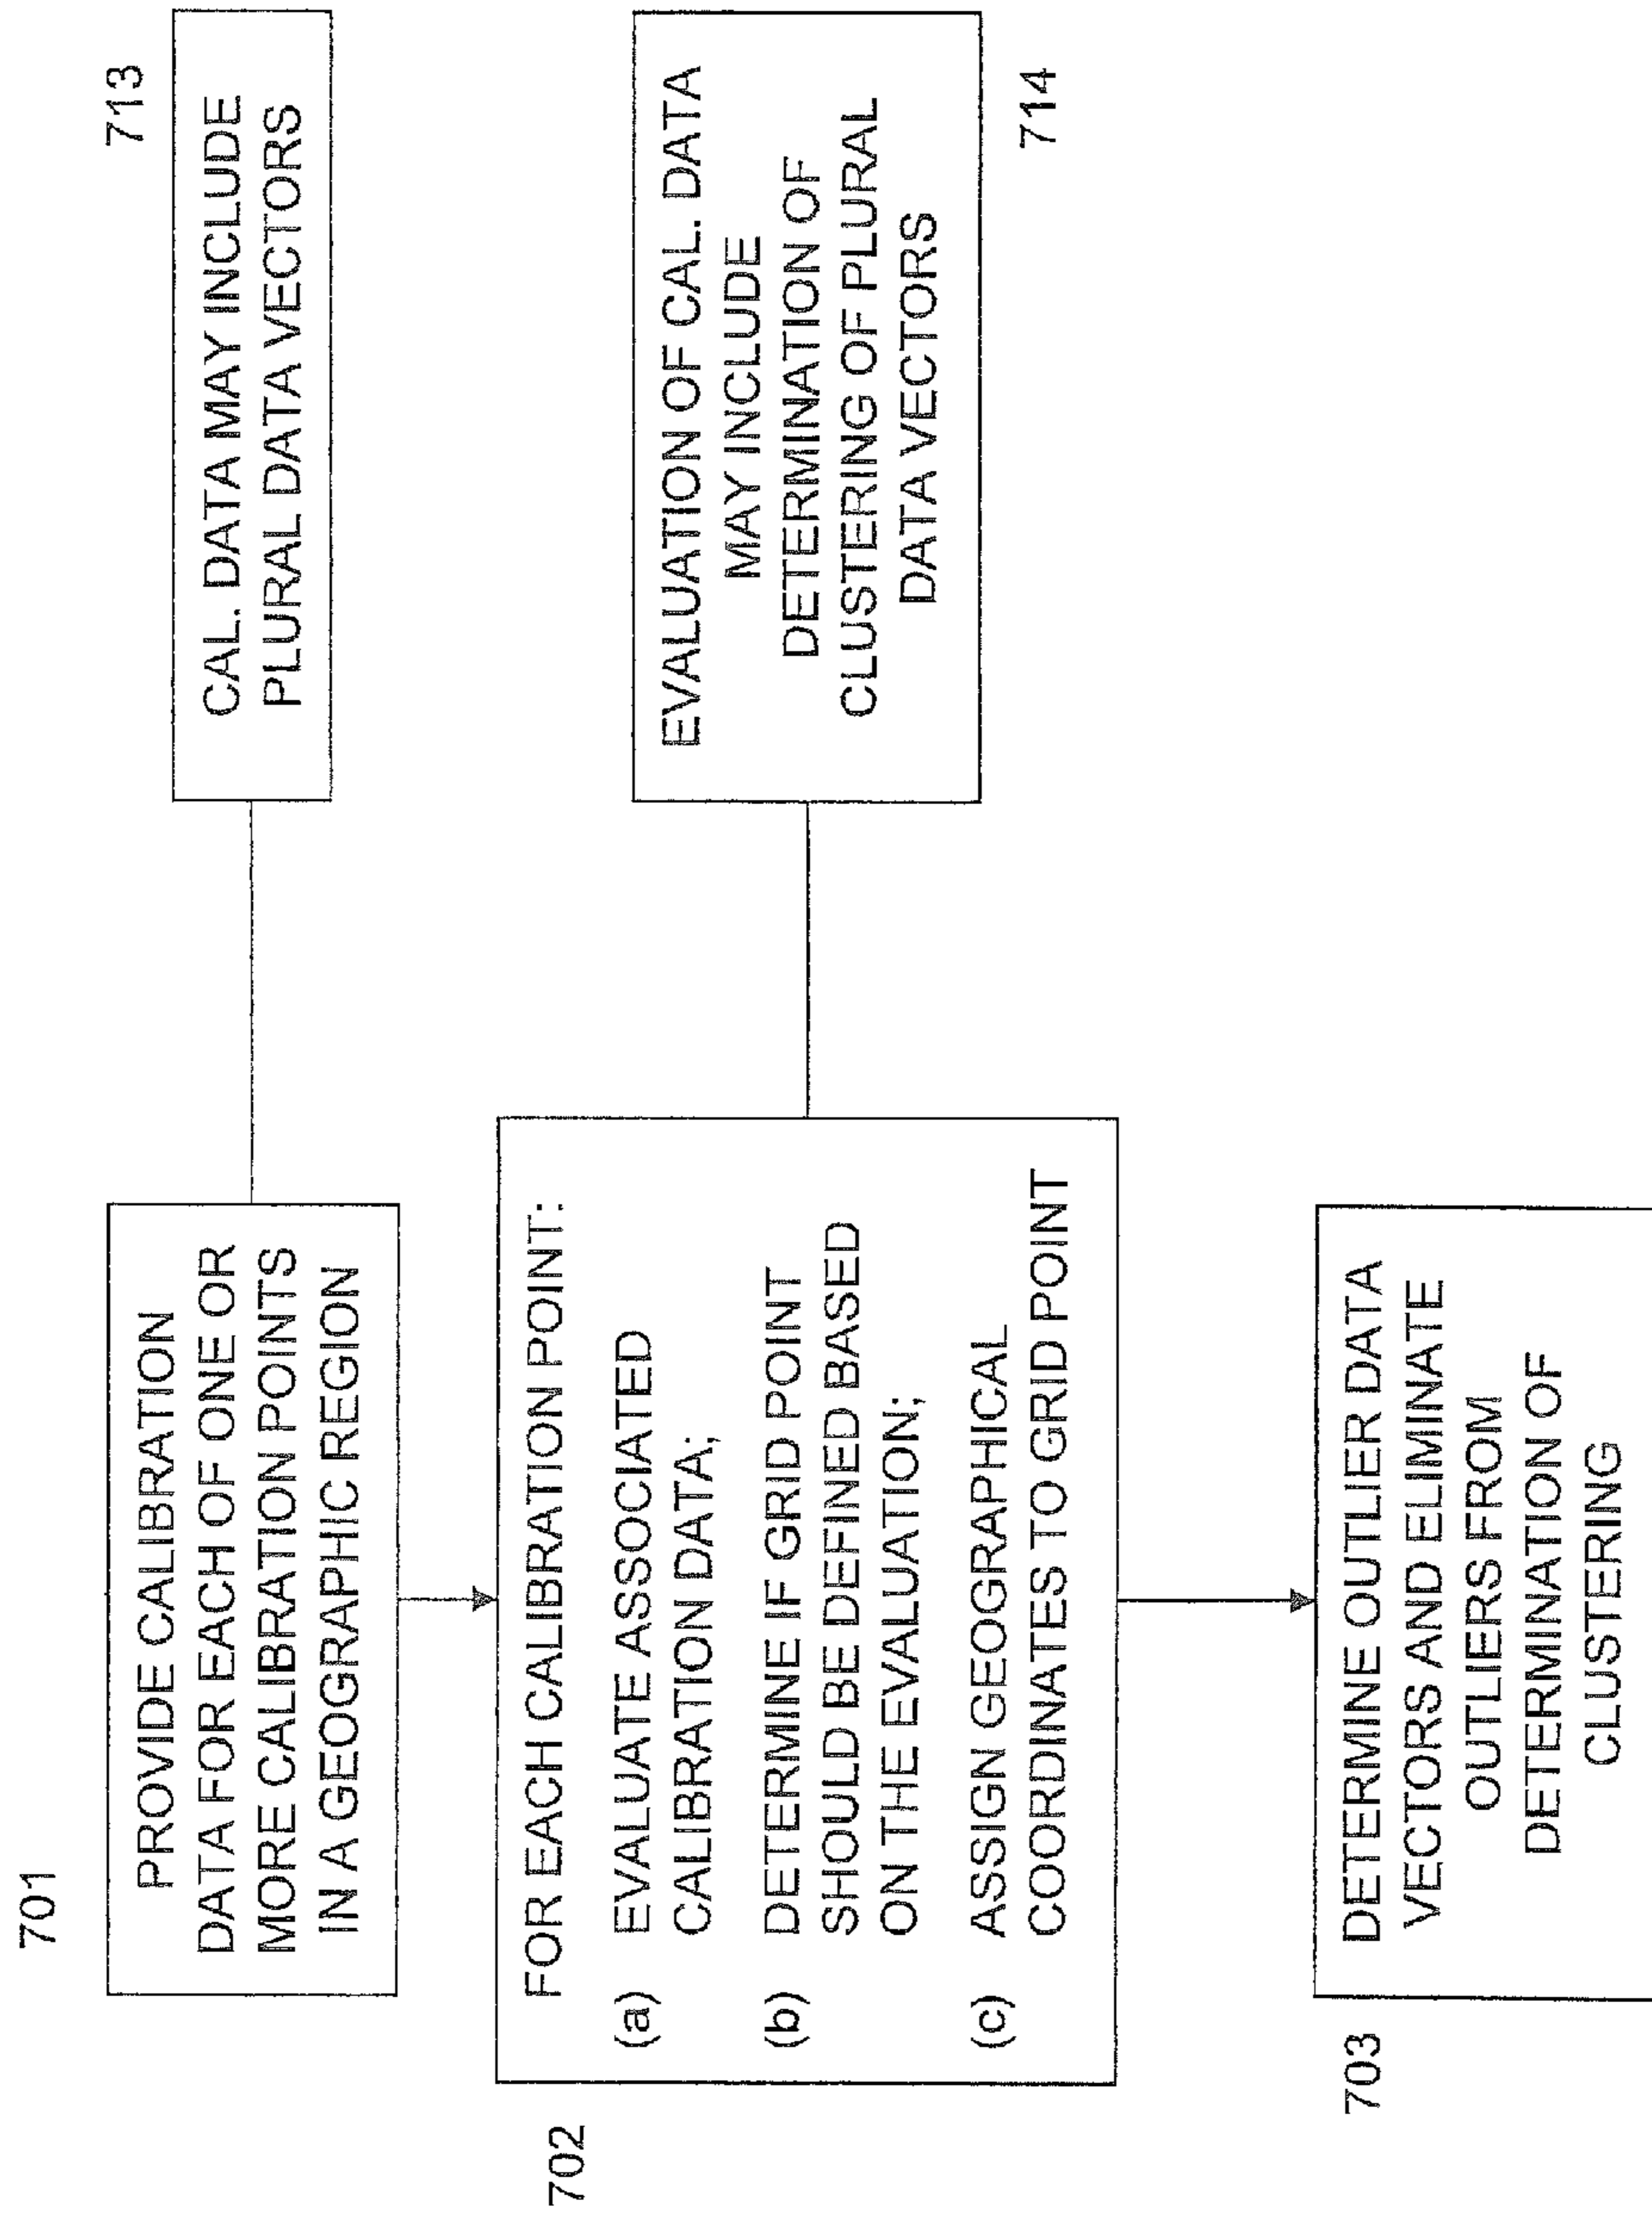 701
PROVIDE CALIBRATION
DATA FOR EACH OF ONE OR
MORE CALIBRATION POINTS
IN A GEOGRAPHIC REGION
713
CAL. DATA MAY INCLUDE
PLURAL DATA VECTORS
702
FOR EACH CALIBRATION POINT:
(a) EVALUATE ASSOCIATED
CALIBRATION DATA;
(b) DETERMINE IF GRID POINT
SHOULD BE DEFINED BASED
ON THE EVALUATION;
(c) ASSIGN GEOGRAPHICAL
COORDINATES TO GRID POINT
EVALUATION OF CAL. DATA
MAY INCLUDE
DETERMINATION OF
CLUSTERING OF PLURAL
DATA VECTORS
714
703
DETERMINE OUTLIER DATA
VECTORS AND ELIMINATE
OUTLIERS FROM
DETERMINATION OF
CLUSTERING